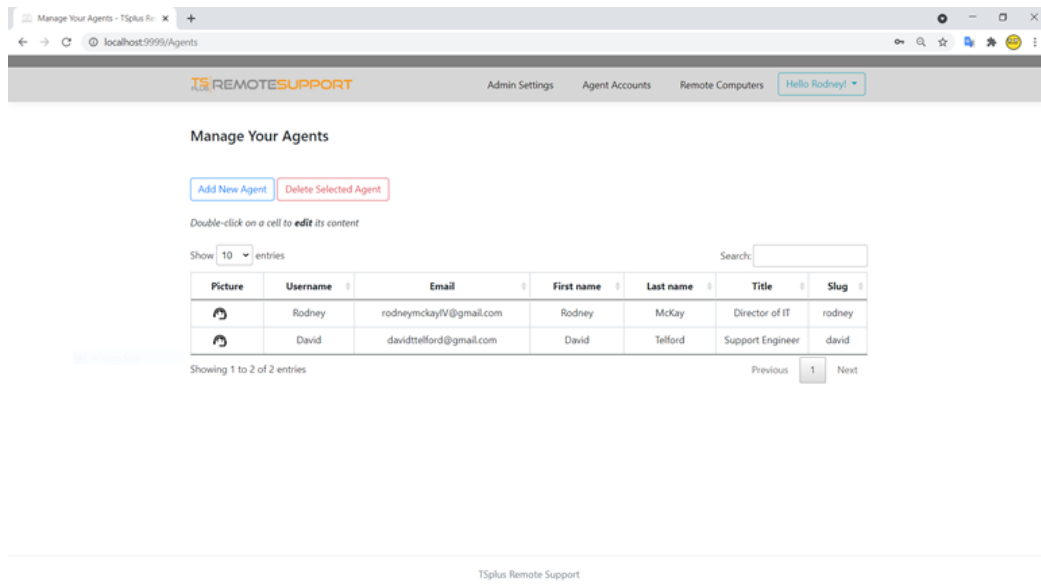 Manage Your Agents - TSplus Re
localhost:9999/Agents
TS PLUS REMOTESUPPORT
Admin Settings
Agent Accounts
Remote Computers
Hello Rodney!
Manage Your Agents
Add New Agent
Delete Selected Agent
Double-click on a cell to edit its content
Show 10 entries
Search:
Picture Username Email First name Last name Title Slug
Rodney rodneymckayIV@gmail.com Rodney McKay Director of IT rodney
David davidttelford@gmail.com David Telford Support Engineer david
Showing 1 to 2 of 2 entries
Previous 1 Next
TSplus Remote Support